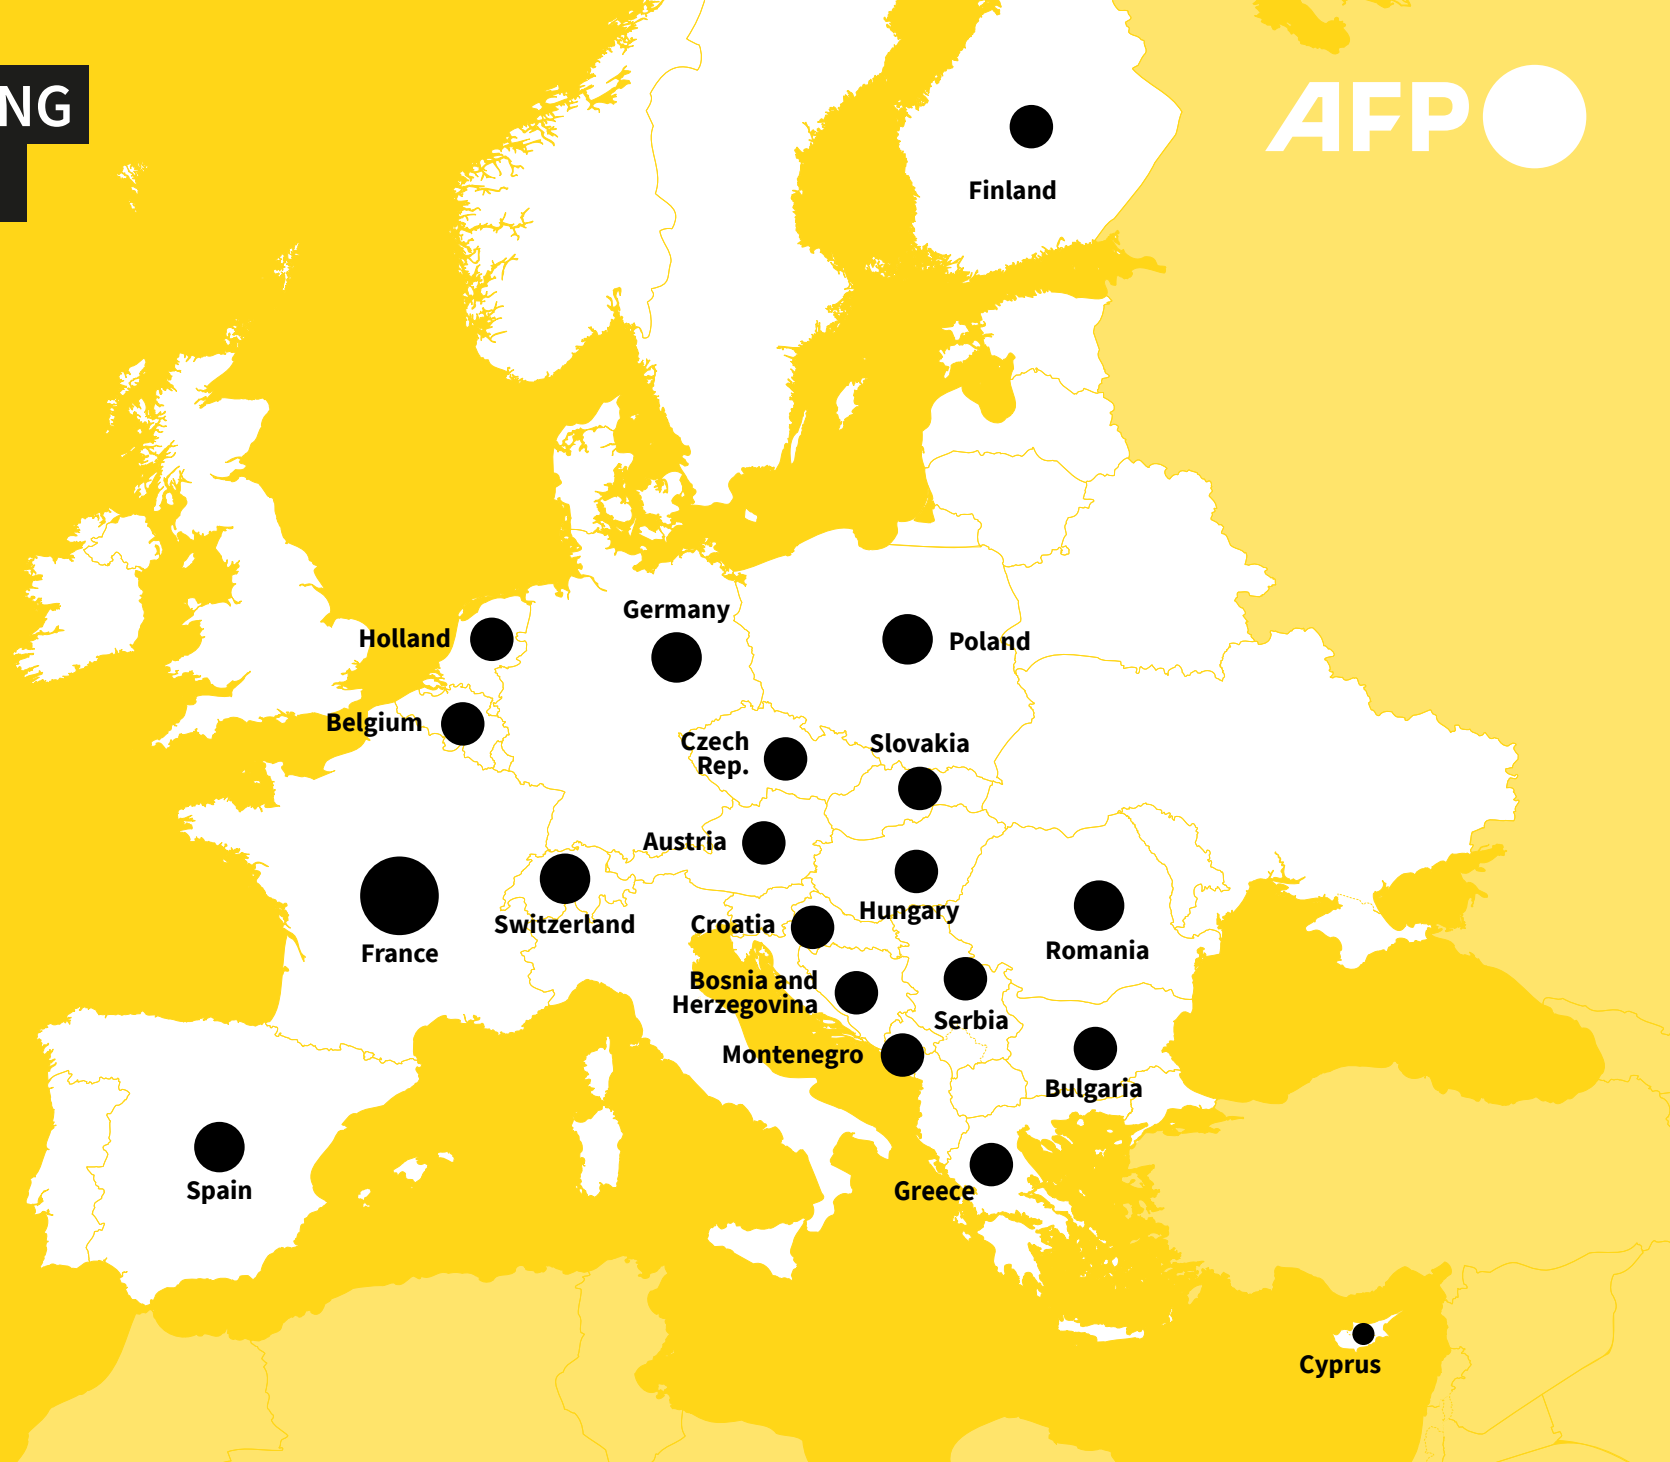 NG
AFP
Finland
Germany
Holland
Poland
Belgium
Czech
Rep.
Slovakia
Austria
Hungary
Switzerland
Croatia
France
Romania
Bosnia and
Herzegovina
Serbia
Montenegro
Bulgaria
Spain
Greece
Cyprus